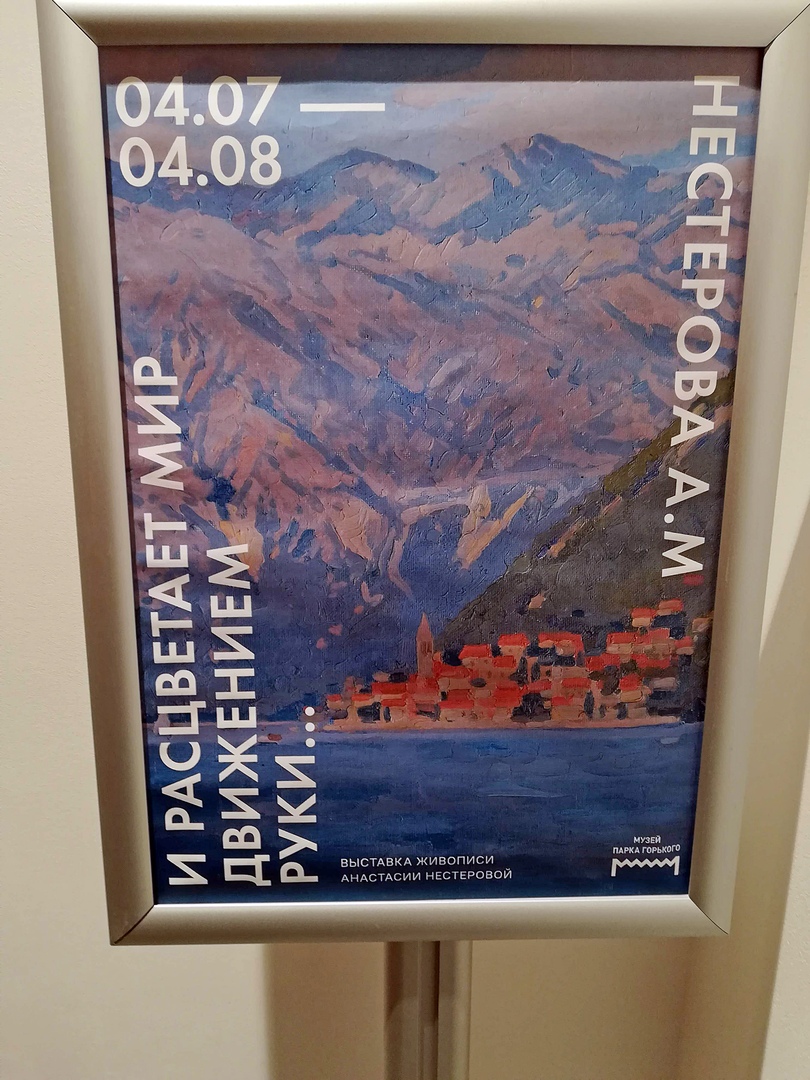 04.07 —
04.08
НЕСТЕРОВА А.М
И РАСЦВЕТАЕТ МИР
ДВИЖЕНИЕМ
РУКИ...
ВЫСТАВКА ЖИВОПИСИ
АНАСТАСИИ НЕСТЕРОВОЙ
МУЗЕЙ
ПАРКА ГОРЬКОГО